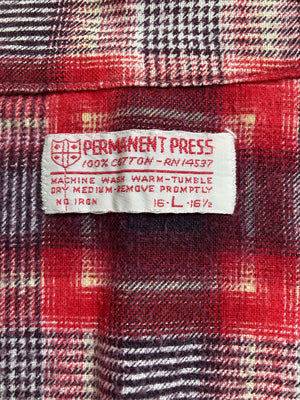 PERMANENT PRESS
100% COTTON-RN 14537
MACHINE WASH WARM-TUMBLE
DRY MEDIUM-REMOVE PROMPTLY
NO IRON 16-L-16½